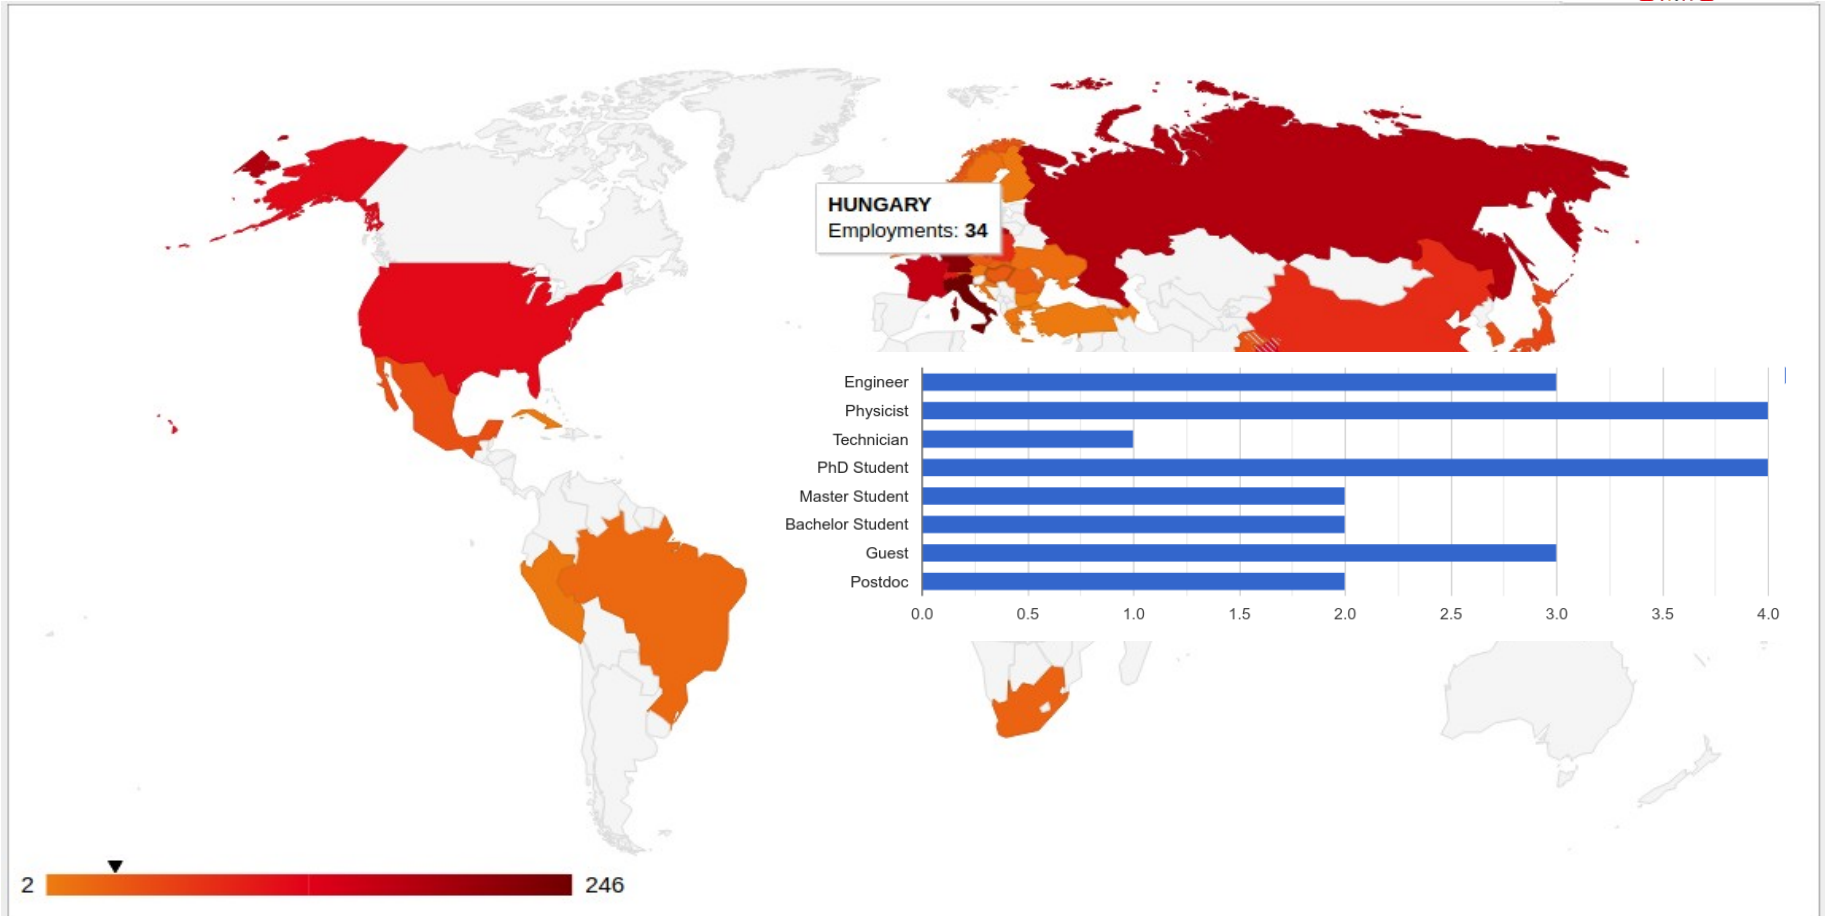 HUNGARY
Employments: 34
Engineer
Physicist
Technician
PhD Student
Master Student
Bachelor Student
Guest
Postdoc
0.0 0.5 1.0 1.5 2.0 2.5 3.0 3.5 4.0
2 246